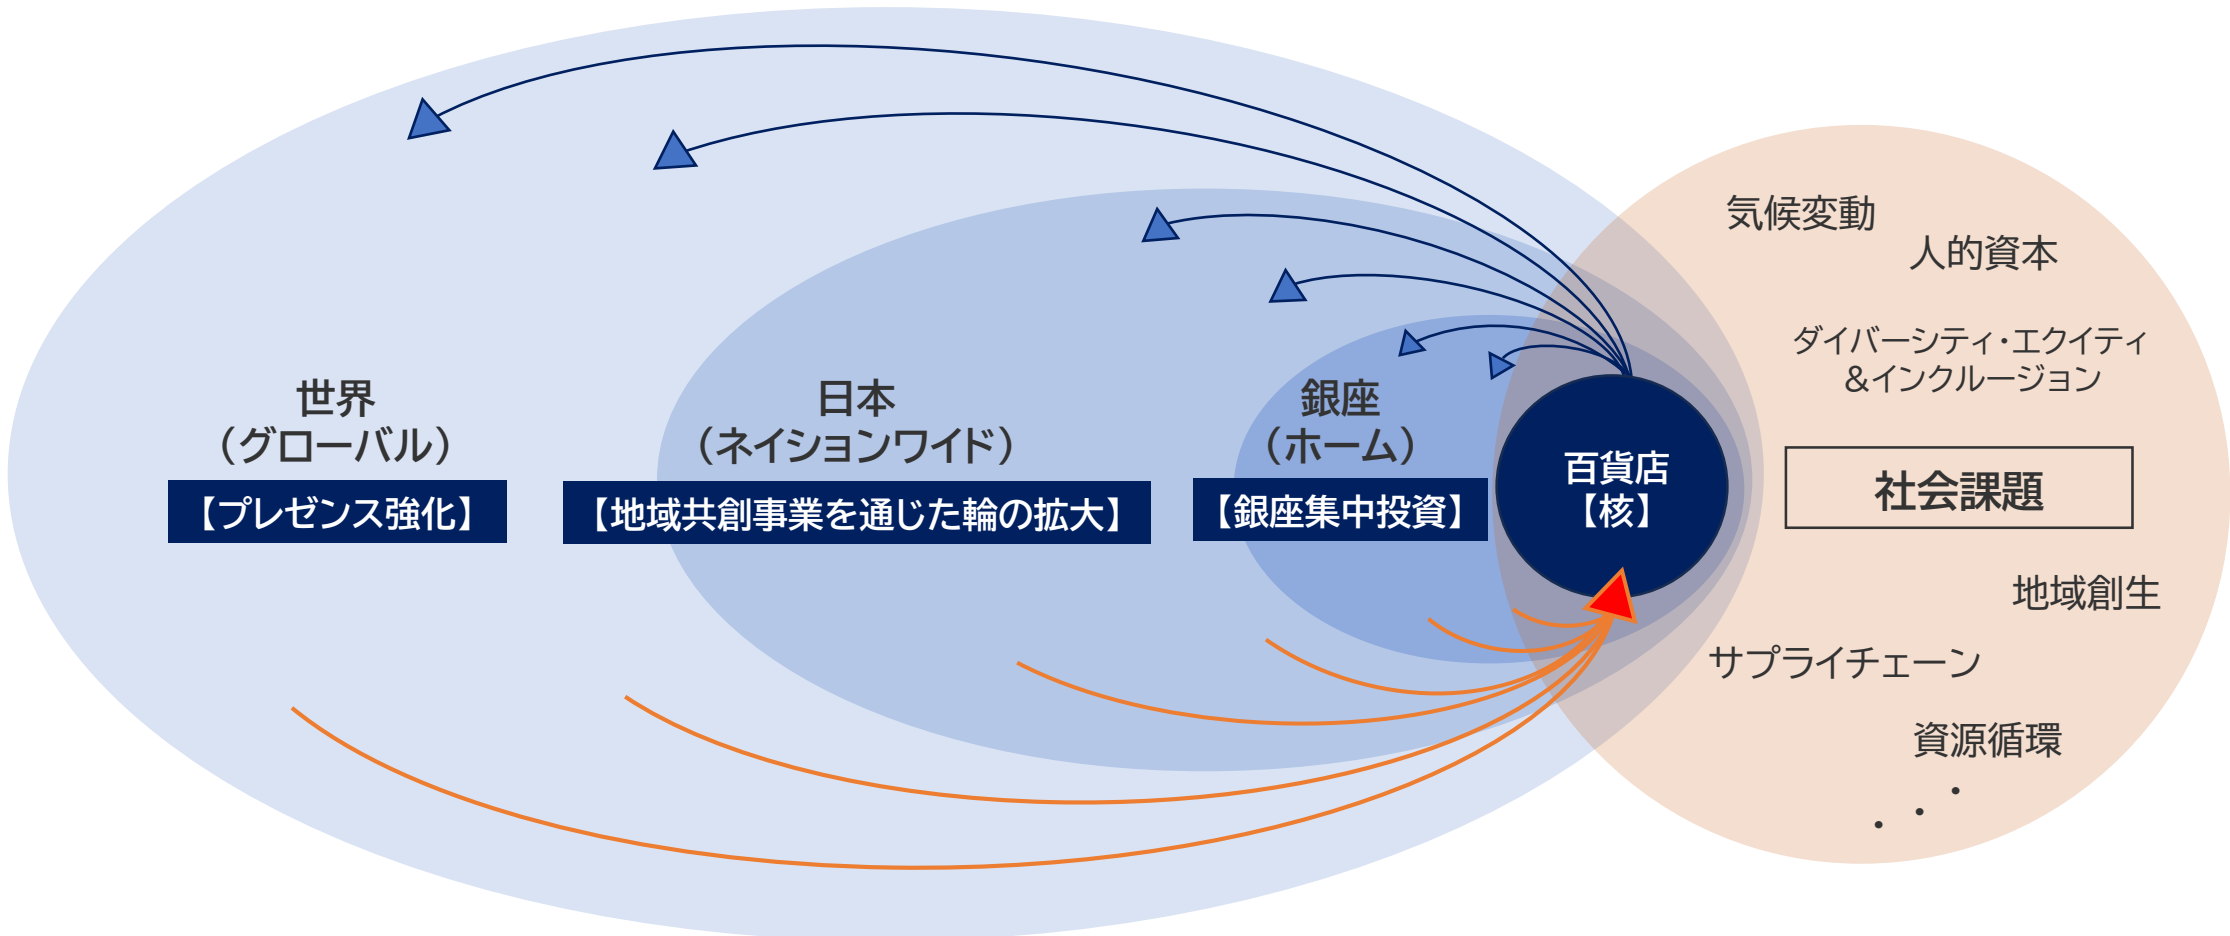 世界
（グローバル）
【プレゼンス強化】
日本
（ネイションワイド）
【地域共創事業を通じた輪の拡大】
銀座
（ホーム）
【銀座集中投資】
百貨店
【核】
気候変動
人的資本
ダイバーシティ・エクイティ
＆インクルージョン
社会課題
地域創生
サプライチェーン
資源循環
・・・